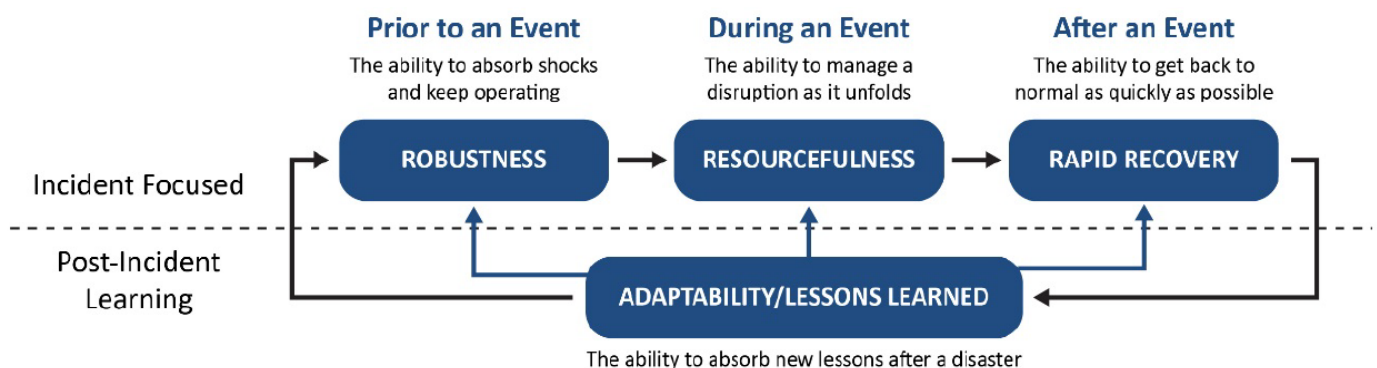 Prior to an Event
The ability to absorb shocks
and keep operating
ROBUSTNESS
During an Event
The ability to manage a
disruption as it unfolds
RESOURCEFULNESS
After an Event
The ability to get back to
normal as quickly as possible
RAPID RECOVERY
Incident Focused
Post-Incident
Learning
ADAPTABILITY/LESSONS LEARNED
The ability to absorb new lessons after a disaster